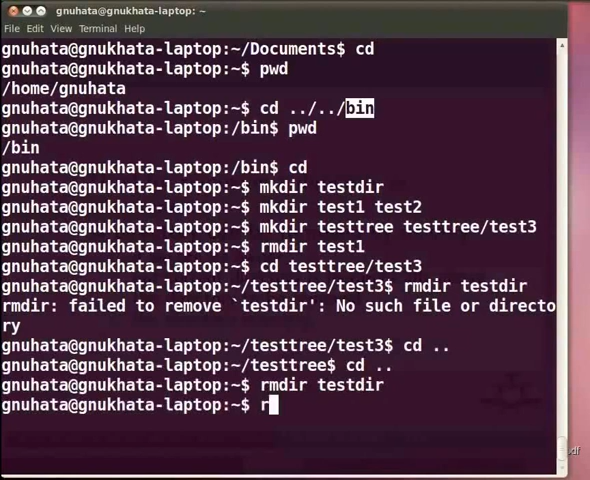 gnuhata@gnukhata-laptop: ~
File Edit View Terminal Help
gnuhata@gnukhata-laptop:~/Documents$ cd
gnuhata@gnukhata-laptop:~$ pwd
/home/gnuhata
gnuhata@gnukhata-laptop:~$ cd ../../bin
gnuhata@gnukhata-laptop:/bin$ pwd
/bin
gnuhata@gnukhata-laptop:/bin$ cd
gnuhata@gnukhata-laptop:~$ mkdir testdir
gnuhata@gnukhata-laptop:~$ mkdir test1 test2
gnuhata@gnukhata-laptop:~$ mkdir testtree testtree/test3
gnuhata@gnukhata-laptop:~$ rmdir test1
gnuhata@gnukhata-laptop:~$ cd testtree/test3
gnuhata@gnukhata-laptop:~/testtree/test3$ rmdir testdir
rmdir: failed to remove `testdir': No such file or directo
ry
gnuhata@gnukhata-laptop:~/testtree/test3$ cd ..
gnuhata@gnukhata-laptop:~/testtree$ cd ..
gnuhata@gnukhata-laptop:~$ rmdir testdir
gnuhata@gnukhata-laptop:~$ r